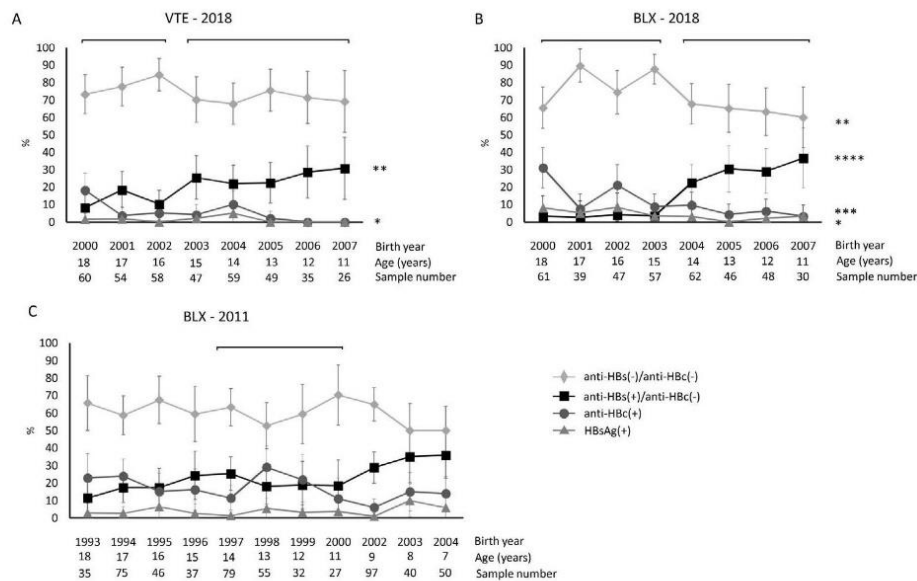 A
VTE - 2018
100
90
80
70
60
50
40
30
20
10
0
%
**
*
2000 2001 2002 2003 2004 2005 2006 2007 Birth year
18 17 16 15 14 13 12 11 Age (years)
60 54 58 47 59 49 35 26 Sample number
B
BLX - 2018
100
90
80
70
60
50
40
30
20
10
0
%
**
****
***
*
2000 2001 2002 2003 2004 2005 2006 2007 Birth year
18 17 16 15 14 13 12 11 Age (years)
61 39 47 57 62 46 48 30 Sample number
C
BLX - 2011
100
90
80
70
60
50
40
30
20
10
0
%
1993 1994 1995 1996 1997 1998 1999 2000 2002 2003 2004 Birth year
18 17 16 15 14 13 12 11 9 8 7 Age (years)
35 75 46 37 79 55 32 27 97 40 50 Sample number
anti-HBs(-)/anti-HBc(-)
anti-HBs(+)/anti-HBc(-)
anti-HBc(+)
HBsAg(+)